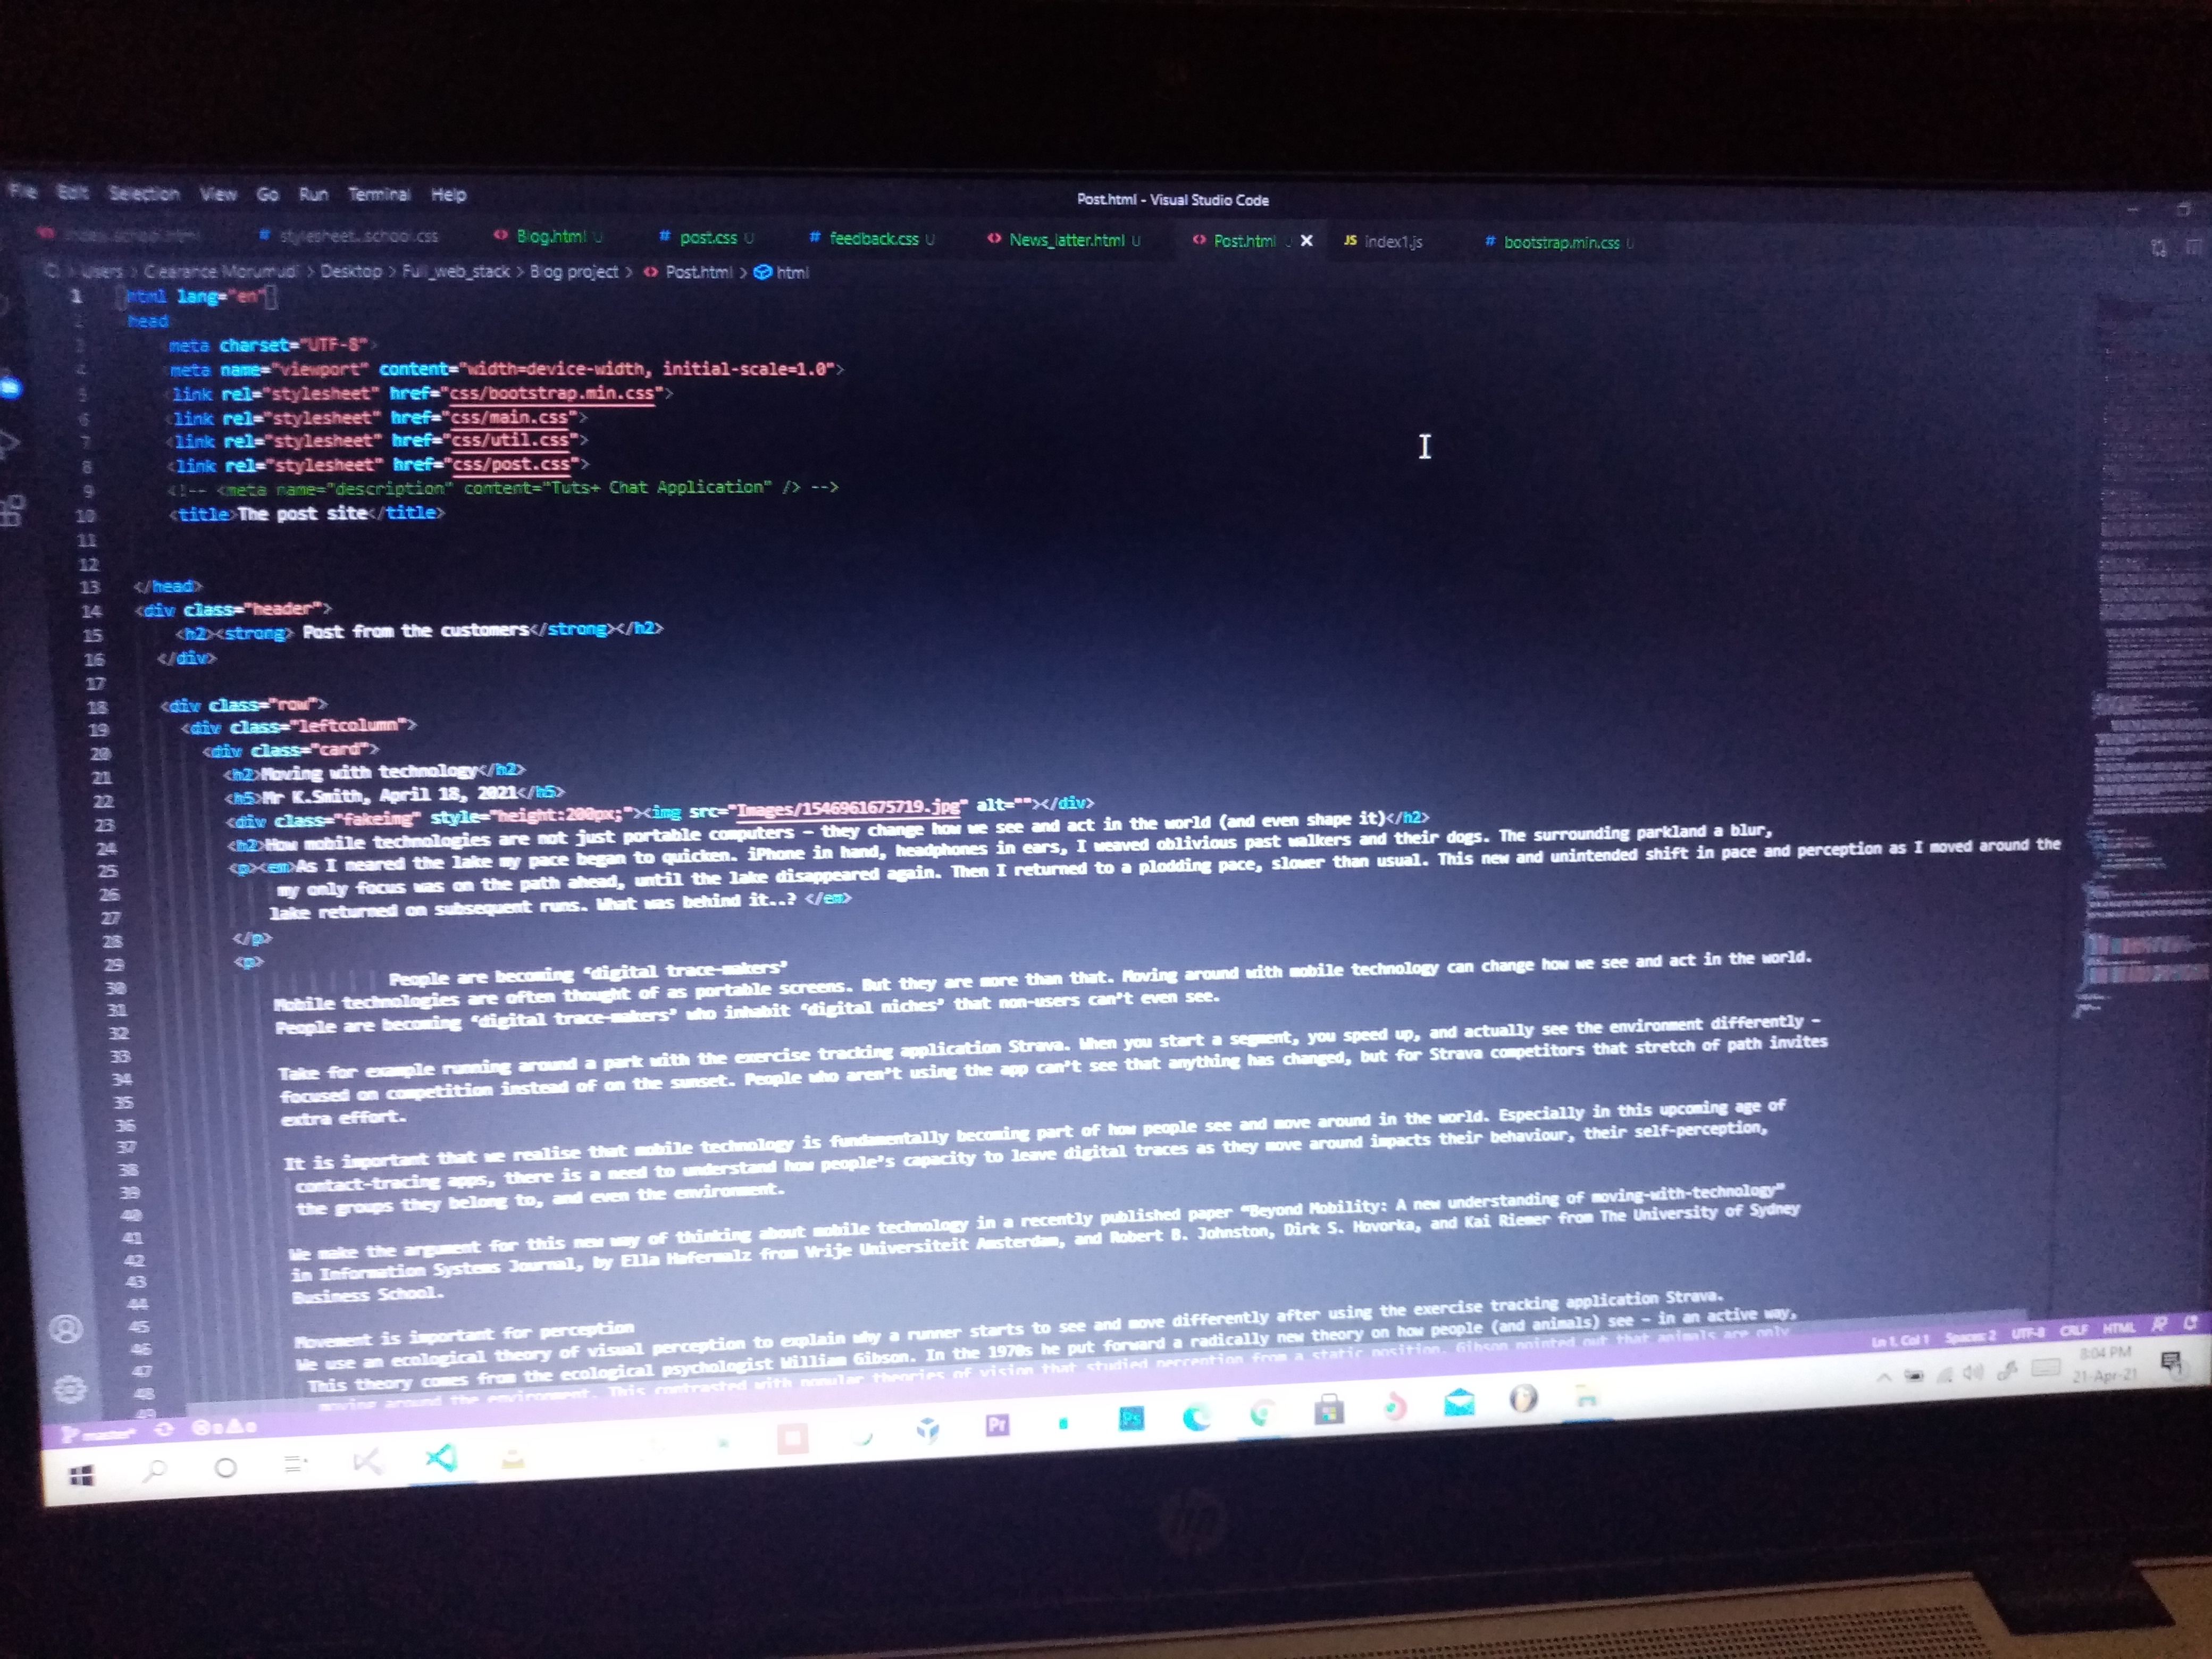 File Edit Selection View Go Run Terminal Help
Post.html - Visual Studio Code
stylesheet..school.css
Blog.html U
post.css U
feedback.css U
News_latter.html U
Post.html
JS index1.js
bootstrap.min.css U
Users > Clearance Morumudi > Desktop > Full_web_stack > Blog project > Post.html > html
1 html lang="en"
head
meta charset="UTF-8"
meta name="viewport" content="width=device-width, initial-scale=1.0">
5 <link rel="stylesheet" href="css/bootstrap.min.css">
6 <link rel="stylesheet" href="css/main.css">
7 <link rel="stylesheet" href="css/util.css">
8 <link rel="stylesheet" href="css/post.css">
9 <!-- <meta name="description" content="Tuts+ Chat Application" /> -->
10 <title>The post site</title>
11
12
13 </head>
14 <div class="header">
15 <h2><strong> Post from the customers</strong></h2>
16 </div>
17
18 <div class="row">
19 <div class="leftcolumn">
20 <div class="card">
21 <h2>Moving with technology</h2>
22 <h5>Mr K.Smith, April 18, 2021</h5>
23 <div class="fakeimg" style="height:200px;"><img src="Images/1546961675719.jpg" alt=""></div>
24 <h2>How mobile technologies are not just portable computers – they change how we see and act in the world (and even shape it)</h2>
25 <p><em>As I neared the lake my pace began to quicken. iPhone in hand, headphones in ears, I weaved oblivious past walkers and their dogs. The surrounding parkland a blur,
26 my only focus was on the path ahead, until the lake disappeared again. Then I returned to a plodding pace, slower than usual. This new and unintended shift in pace and perception as I moved around the
27 lake returned on subsequent runs. What was behind it..? </em>
28 </p>
29 <p>
30 People are becoming ‘digital trace-makers’
31 Mobile technologies are often thought of as portable screens. But they are more than that. Moving around with mobile technology can change how we see and act in the world.
32 People are becoming ‘digital trace-makers’ who inhabit ‘digital niches’ that non-users can’t even see.
33
34 Take for example running around a park with the exercise tracking application Strava. When you start a segment, you speed up, and actually see the environment differently –
35 focused on competition instead of on the sunset. People who aren’t using the app can’t see that anything has changed, but for Strava competitors that stretch of path invites
36 extra effort.
37
38 It is important that we realise that mobile technology is fundamentally becoming part of how people see and move around in the world. Especially in this upcoming age of
39 contact-tracing apps, there is a need to understand how people’s capacity to leave digital traces as they move around impacts their behaviour, their self-perception,
40 the groups they belong to, and even the environment.
41
42 We make the argument for this new way of thinking about mobile technology in a recently published paper “Beyond Mobility: A new understanding of moving-with-technology”
43 in Information Systems Journal, by Ella Hafermalz from Vrije Universiteit Amsterdam, and Robert B. Johnston, Dirk S. Hovorka, and Kai Riemer from The University of Sydney
44 Business School.
45
46 Movement is important for perception
47 We use an ecological theory of visual perception to explain why a runner starts to see and move differently after using the exercise tracking application Strava.
48 This theory comes from the ecological psychologist William Gibson. In the 1970s he put forward a radically new theory on how people (and animals) see – in an active way,
49 moving around the environment. This contrasted with popular theories of vision that studied perception from a static position. Gibson pointed out that animals are only
master* 0 0
Ln 1, Col 1 Spaces: 2 UTF-8 CRLF HTML
Pr
Ps
8:04 PM
21-Apr-21
hp